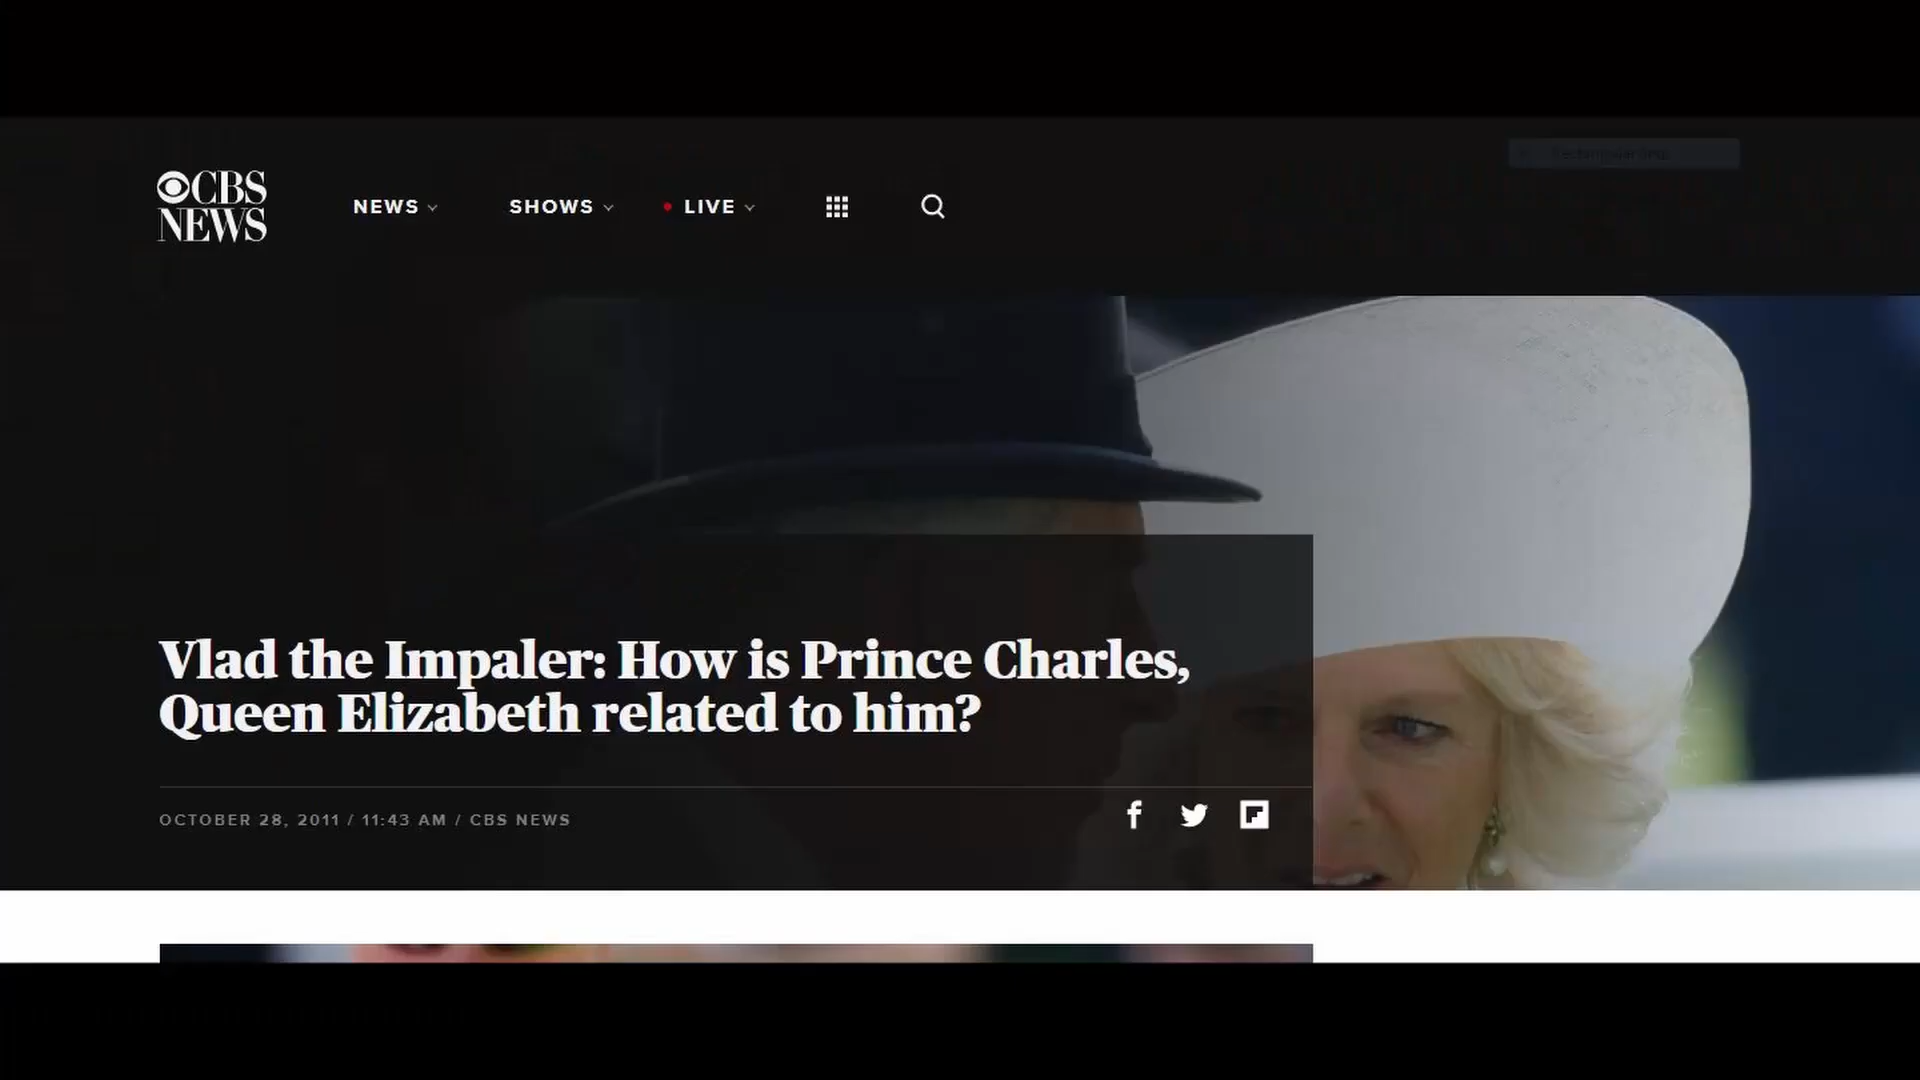 CBS
NEWS
NEWS
SHOWS
LIVE
Vlad the Impaler: How is Prince Charles,
Queen Elizabeth related to him?
OCTOBER 28, 2011 / 11:43 AM / CBS NEWS